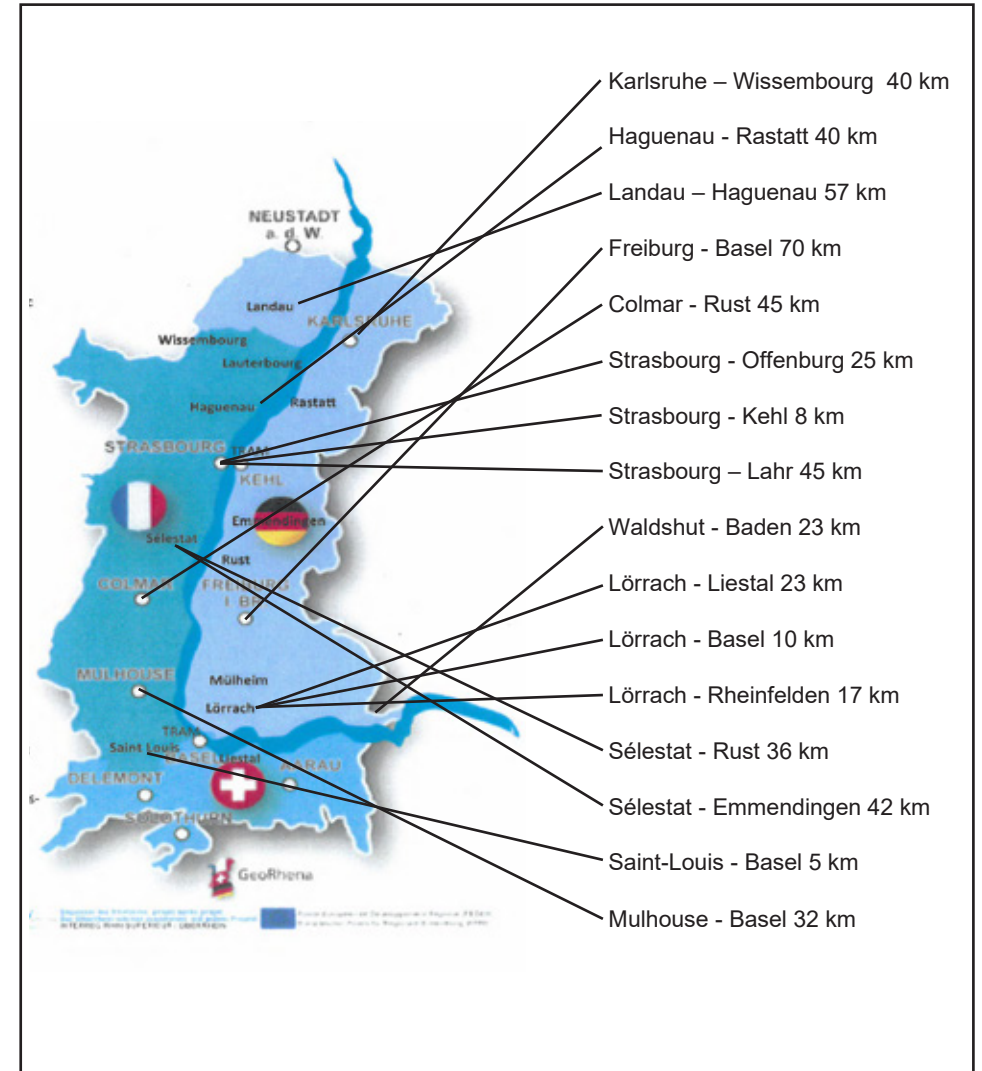 Karlsruhe – Wissembourg 40 km
Haguenau - Rastatt 40 km
Landau – Haguenau 57 km
Freiburg - Basel 70 km
Colmar - Rust 45 km
Strasbourg - Offenburg 25 km
Strasbourg - Kehl 8 km
Strasbourg – Lahr 45 km
Waldshut - Baden 23 km
Lörrach - Liestal 23 km
Lörrach - Basel 10 km
Lörrach - Rheinfelden 17 km
Sélestat - Rust 36 km
Sélestat - Emmendingen 42 km
Saint-Louis - Basel 5 km
Mulhouse - Basel 32 km
NEUSTADT
a. d. W.
Landau
KARLSRUHE
Wissembourg
Lauterbourg
Haguenau
Rastatt
STRASBOURG
TRAM
KEHL
Emmendingen
Sélestat
Rust
COLMAR
FREIBURG
I. BR
MULHOUSE
Mülheim
Lörrach
TRAM
Saint Louis
BASEL
Liestal
AARAU
DELEMONT
SOLOTHURN
GeoRhena